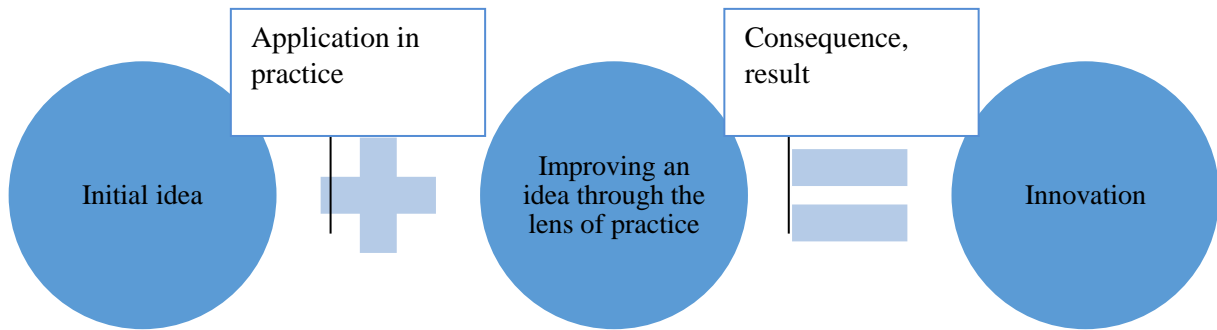 Application in
practice
Consequence,
result
Initial idea
Improving an
idea through the
lens of practice
Innovation